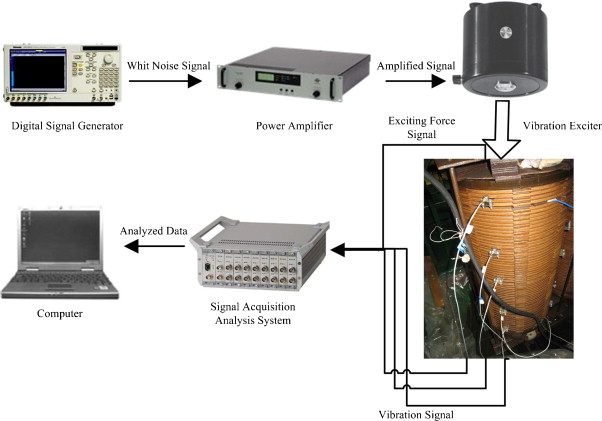 Whit Noise Signal
Amplified Signal
Digital Signal Generator
Power Amplifier
Exciting Force
Signal
Vibration Exciter
Analyzed Data
Computer
Signal Acquisition
Analysis System
Vibration Signal